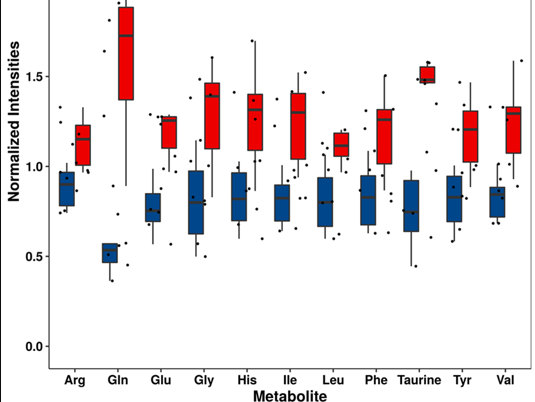 Normalized Intensities
1.5
1.0
0.5
0.0
Arg Gln Glu Gly His Ile Leu Phe Taurine Tyr Val
Metabolite